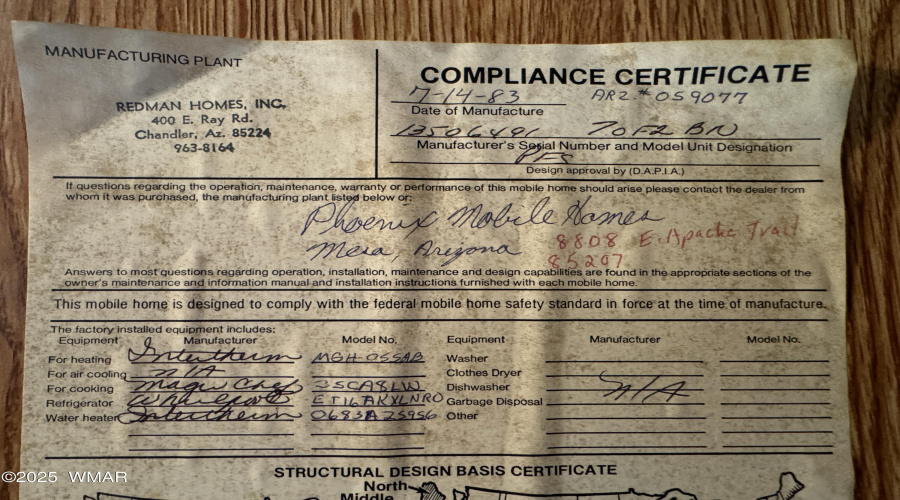 MANUFACTURING PLANT
REDMAN HOMES, INC,
400 E. Ray Rd.
Chandler, Az. 85224
963-8164
COMPLIANCE CERTIFICATE
7-14-83 ARZ.# 059077
Date of Manufacture
13506491 70F2 BN
Manufacturer's Serial Number and Model Unit Designation
PFS
Design approval by (D.A.P.I.A.)
If questions regarding the operation, maintenance, warranty or performance of this mobile home should arise please contact the dealer from
whom it was purchased, the manufacturing plant listed below or:
Phoenix Mobile Homes
Mesa, Arizona 8808 E. Apache Trail
85207
Answers to most questions regarding operation, installation, maintenance and design capabilities are found in the appropriate sections of the
owner's maintenance and information manual and installation instructions furnished with each mobile home.
This mobile home is designed to comply with the federal mobile home safety standard in force at the time of manufacture.
The factory installed equipment includes:
Equipment Manufacturer Model No. Equipment Manufacturer Model No.
For heating Intertherm MGH-055AB Washer
For air cooling N/A Clothes Dryer
For cooking Magic Chef 35CA8LW Dishwasher N/A
Refrigerator Whirlpool ET16AKXLNRO Garbage Disposal
Water heater Intertherm 0683A25956 Other
STRUCTURAL DESIGN BASIS CERTIFICATE
North
Middle
©2025 WMAR